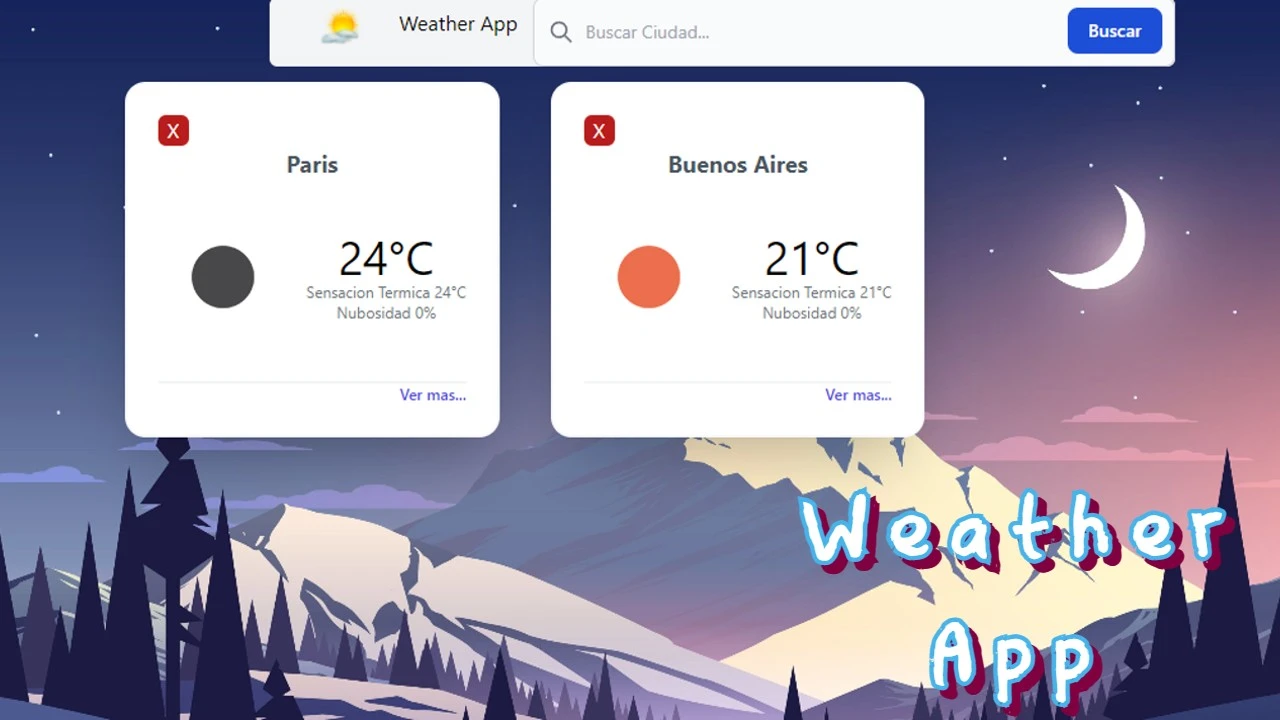 Weather App
Buscar Ciudad...
Buscar
X
Paris
24°C
Sensacion Termica 24°C
Nubosidad 0%
Ver mas...
X
Buenos Aires
21°C
Sensacion Termica 21°C
Nubosidad 0%
Ver mas...
Weather
App